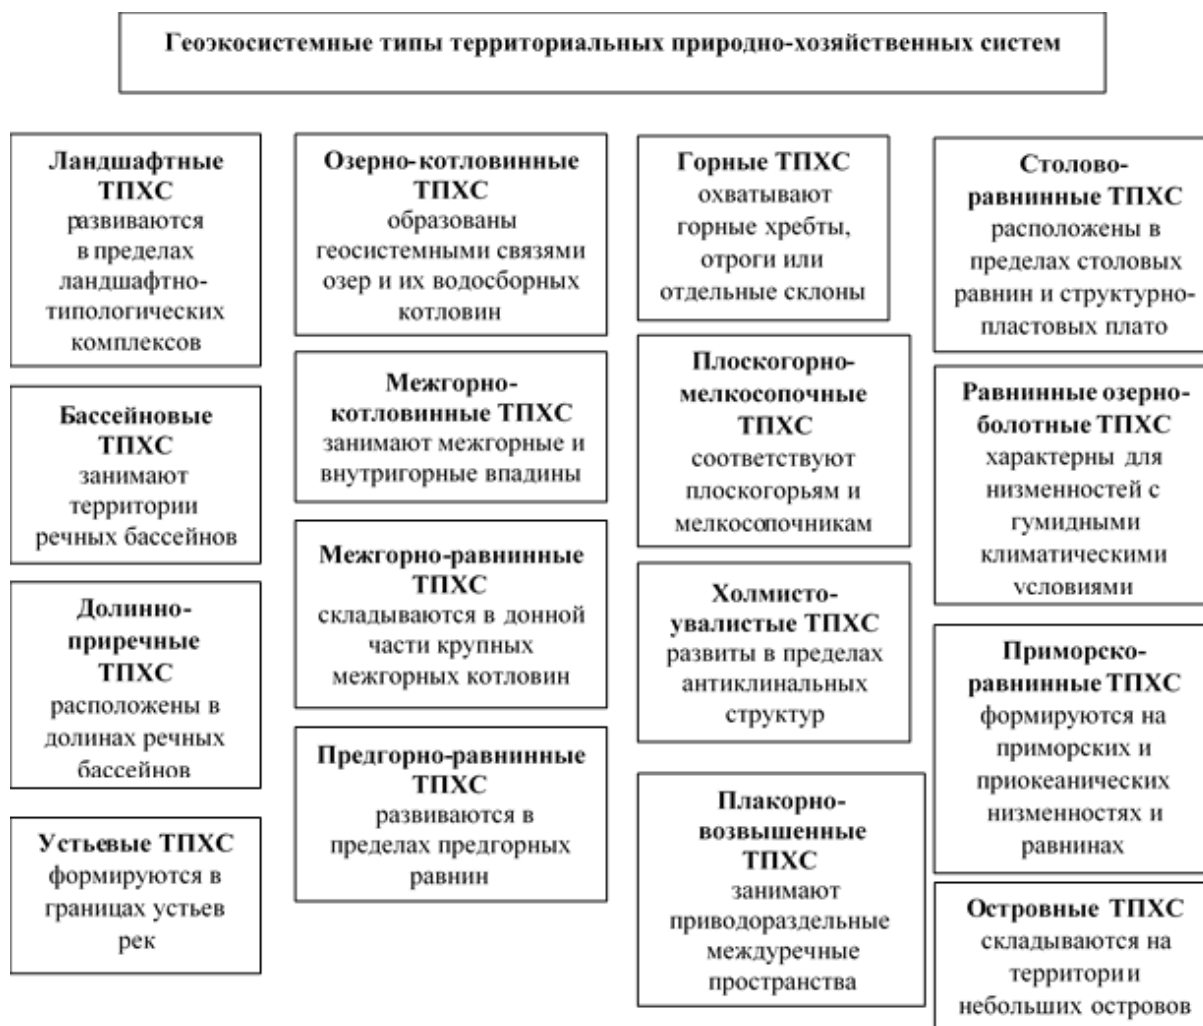 Геоэкосистемные типы территориальных природно-хозяйственных систем
Ландшафтные
ТПХС
развиваются
в пределах
ландшафтно-
типологических
комплексов
Бассейновые
ТПХС
занимают
территории
речных бассейнов
Долинно-
приречные
ТПХС
расположены в
долинах речных
бассейнов
Устьевые ТПХС
формируются в
границах устьев
рек
Озерно-котловинные
ТПХС
образованы
геосистемными связями
озер и их водосборных
котловин
Межгорно-
котловинные ТПХС
занимают межгорные и
внутригорные впадины
Межгорно-равнинные
ТПХС
складываются в донной
части крупных
межгорных котловин
Предгорно-равнинные
ТПХС
развиваются в
пределах предгорных
равнин
Горные ТПХС
охватывают
горные хребты,
отроги или
отдельные склоны
Плоскогорно-
мелкосопочные
ТПХС
соответствуют
плоскогорьям и
мелкосопочникам
Холмисто-
увалистые ТПХС
развиты в пределах
антиклинальных
структур
Плакорно-
возвышенные
ТПХС
занимают
приводораздельные
междуречные
пространства
Столово-
равнинные ТПХС
расположены в
пределах столовых
равнин и структурно-
пластовых плато
Равнинные озерно-
болотные ТПХС
характерны для
низменностей с
гумидными
климатическими
условиями
Приморско-
равнинные ТПХС
формируются на
приморских и
приокеанических
низменностях и
равнинах
Островные ТПХС
складываются на
территории
небольших островов